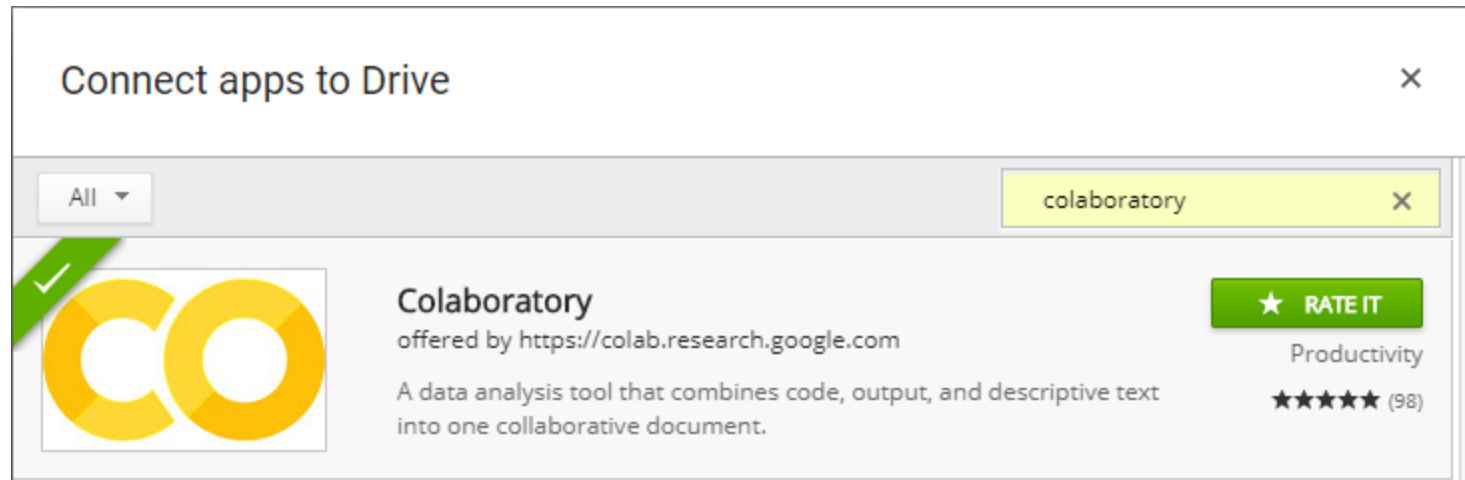 Connect apps to Drive
All
colaboratory
Colaboratory
RATE IT
offered by https://colab.research.google.com
Productivity
A data analysis tool that combines code, output, and descriptive text
(98)
into one collaborative document.